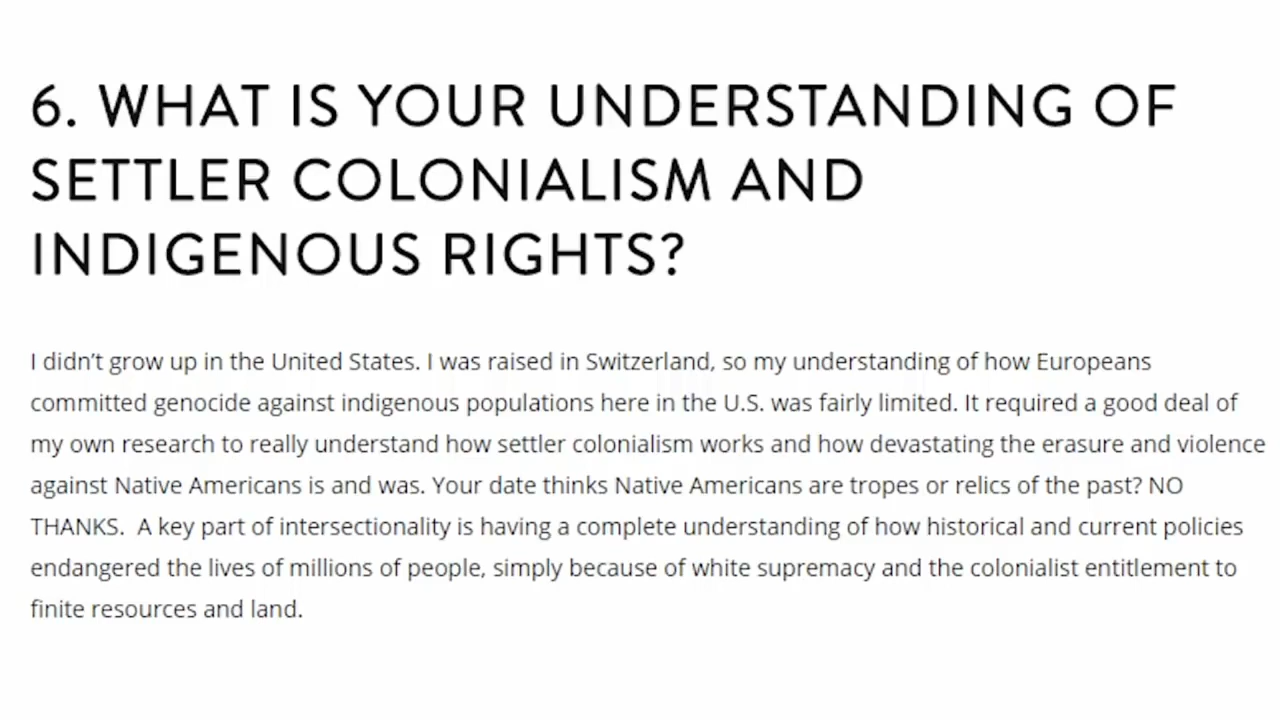 6. WHAT IS YOUR UNDERSTANDING OF
SETTLER COLONIALISM AND
INDIGENOUS RIGHTS?
I didn’t grow up in the United States. I was raised in Switzerland, so my understanding of how Europeans
committed genocide against indigenous populations here in the U.S. was fairly limited. It required a good deal of
my own research to really understand how settler colonialism works and how devastating the erasure and violence
against Native Americans is and was. Your date thinks Native Americans are tropes or relics of the past? NO
THANKS.  A key part of intersectionality is having a complete understanding of how historical and current policies
endangered the lives of millions of people, simply because of white supremacy and the colonialist entitlement to
finite resources and land.